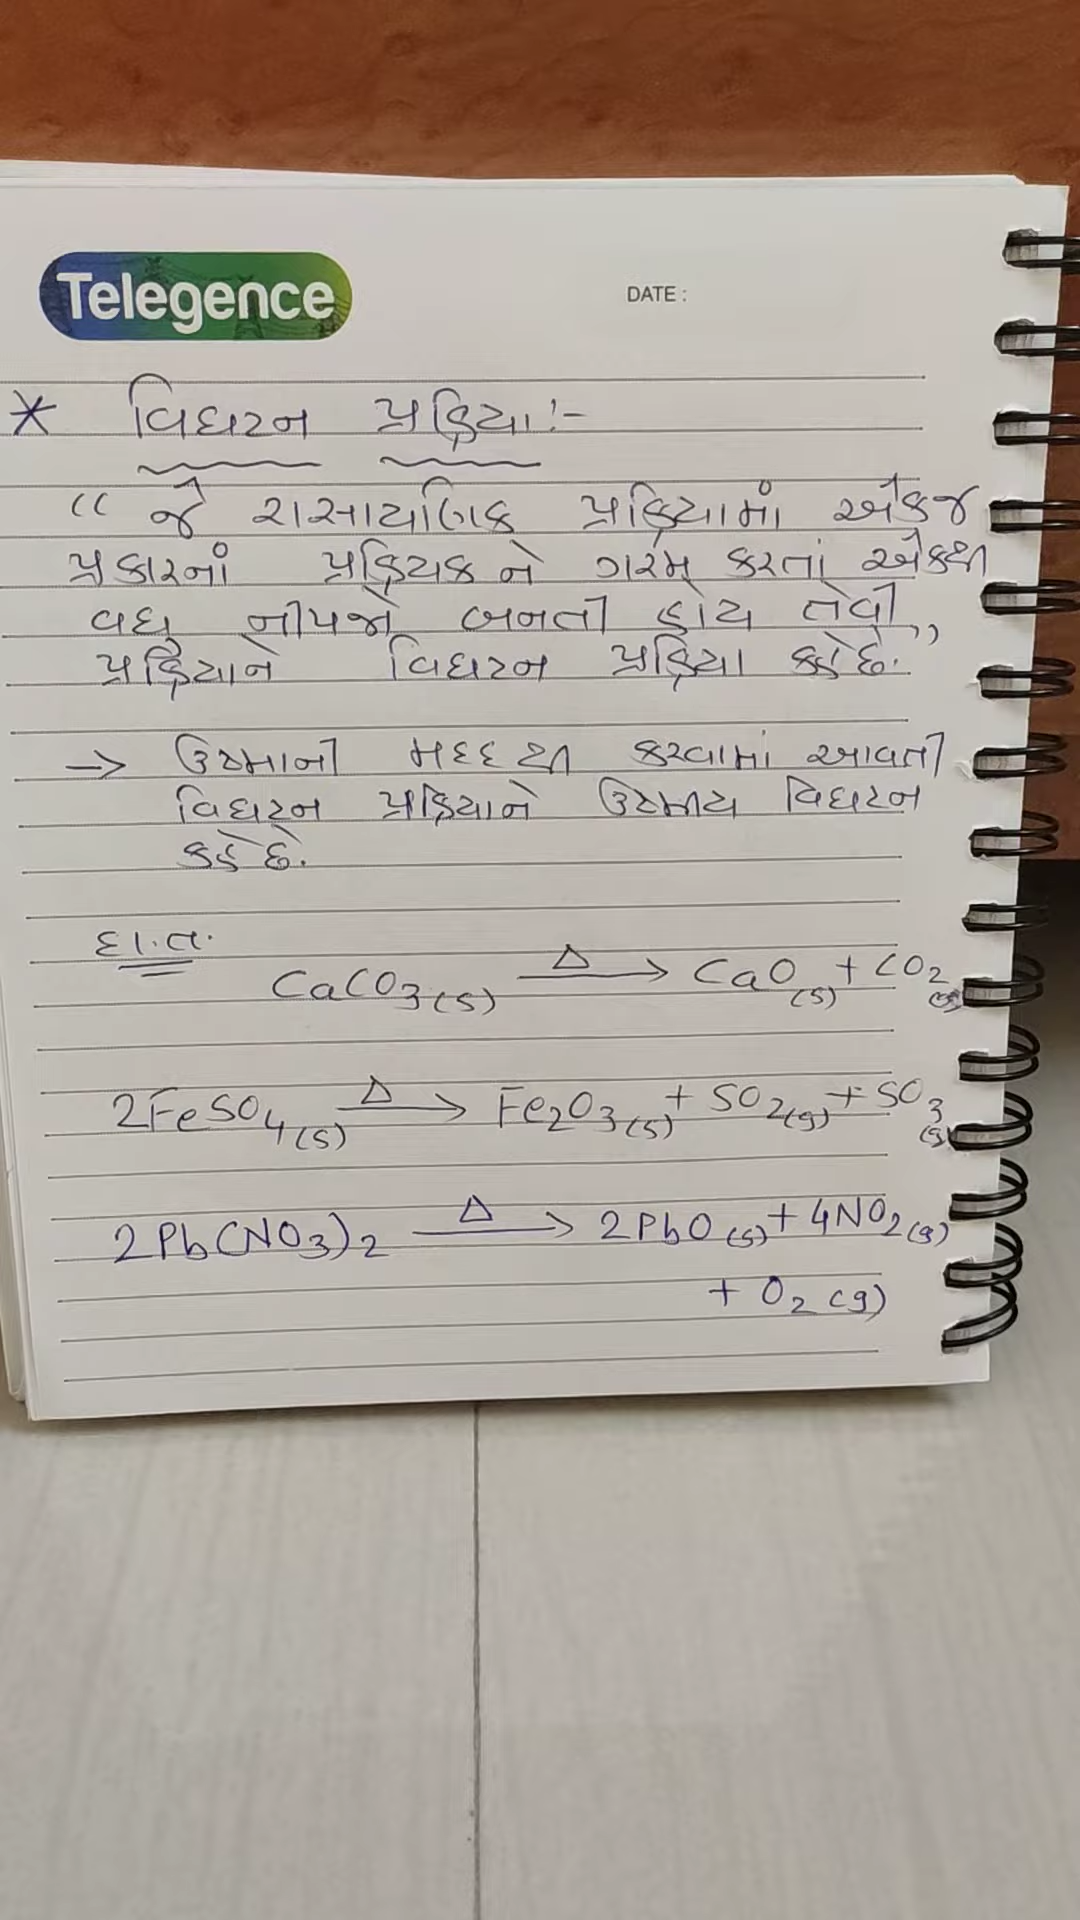 Telegence
DATE :
* વિઘટન પ્રક્રિયા :-
“ જે રાસાયણિક પ્રક્રિયામાં એકજ
પ્રકારનાં પ્રક્રિયક ને ગરમ કરતાં એકથી
વધુ નીપજો બનતી હોય તેવી
પ્રક્રિયાને વિઘટન પ્રક્રિયા કહે છે. ”
→ ઉષ્માની મદદથી કરવામાં આવતી
વિઘટન પ્રક્રિયાને ઉષ્મીય વિઘટન
કહે છે.
દા.ત.
CaCO₃(s) —Δ→ CaO(s) + CO₂(g)
2FeSO₄(s) —Δ→ Fe₂O₃(s) + SO₂(g) + SO₃(g)
2Pb(NO₃)₂ —Δ→ 2PbO(s) + 4NO₂(g)
+ O₂(g)